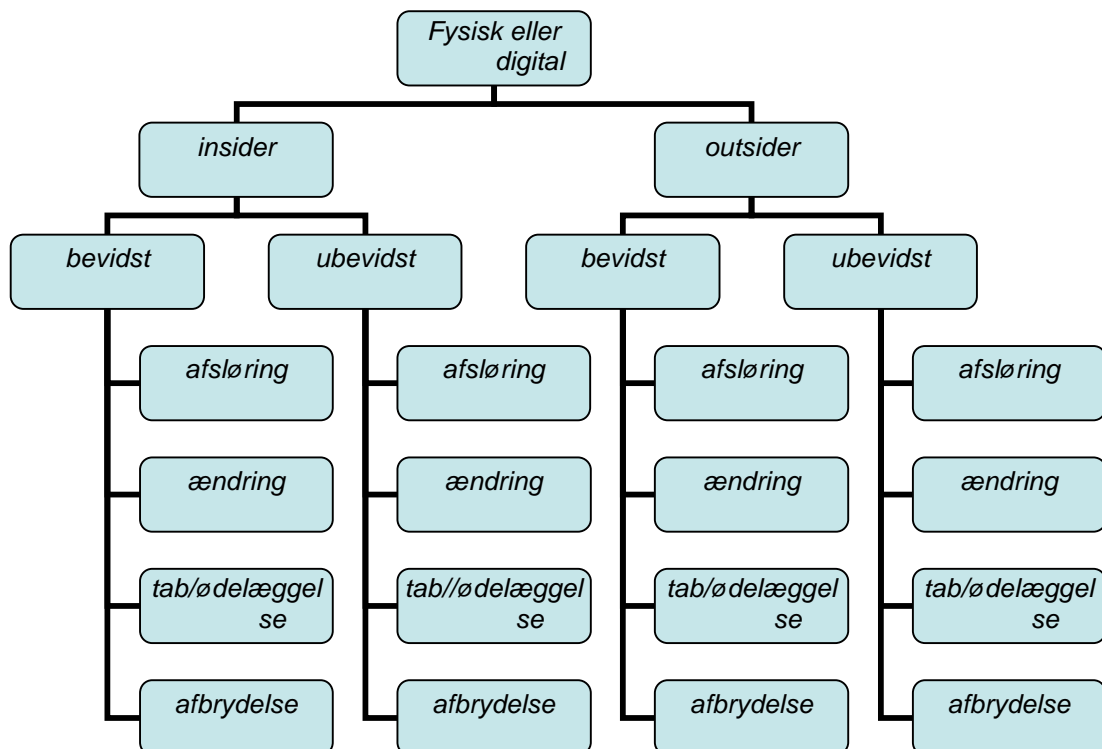 Fysisk eller
digital
insider
outsider
bevidst
ubevidst
bevidst
ubevidst
afsløring
afsløring
afsløring
afsløring
ændring
ændring
ændring
ændring
tab/ødelæggel
se
tab//ødelæggel
se
tab/ødelæggel
se
tab/ødelæggel
se
afbrydelse
afbrydelse
afbrydelse
afbrydelse